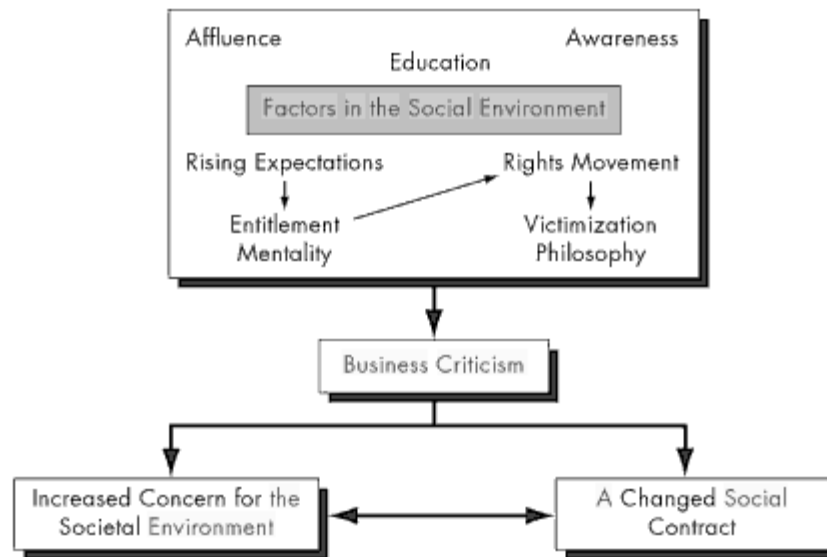 Affluence
Awareness
Education
Factors in the Social Environment
Rising Expectations
Rights Movement
Entitlement
Mentality
Victimization
Philosophy
Business Criticism
Increased Concern for the
Societal Environment
A Changed Social
Contract